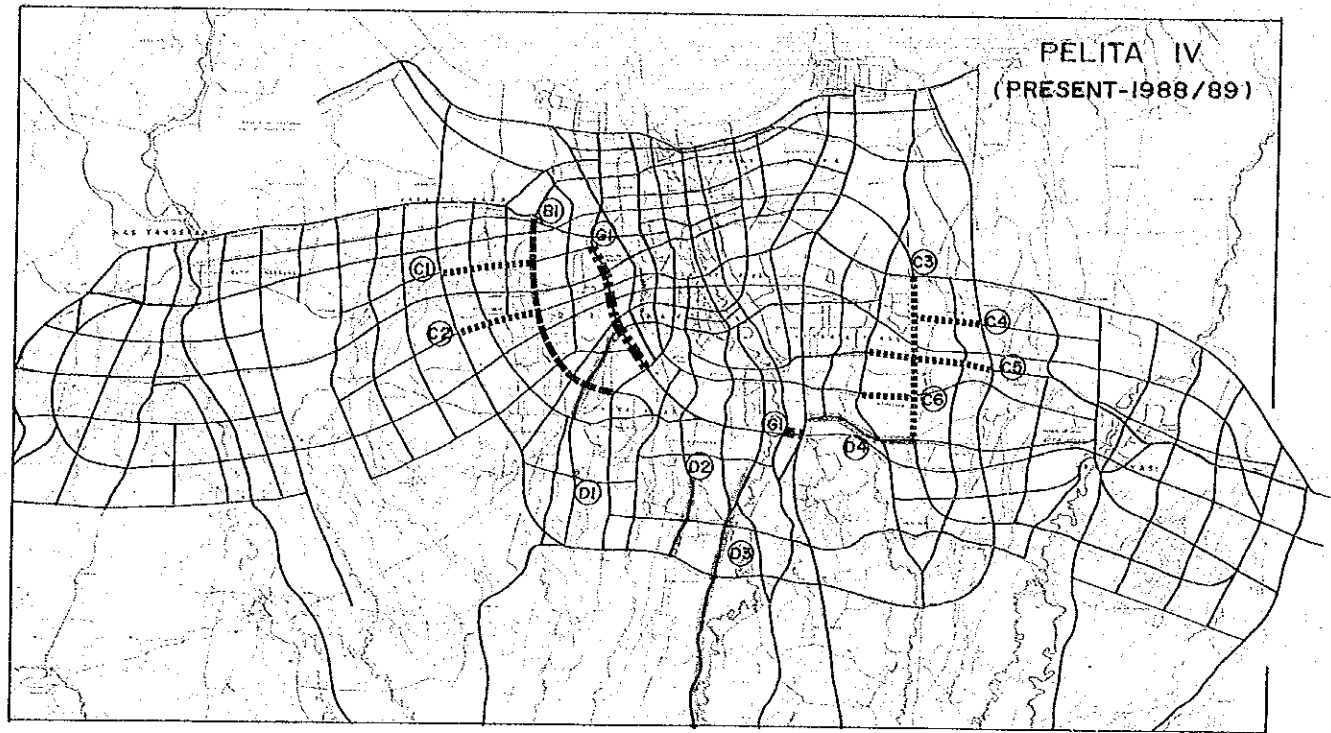 PELITA IV
(PRESENT-1988/89)
B1
G1
C1
C3
C2
C4
C5
C6
G1
D4
D2
D1
D3